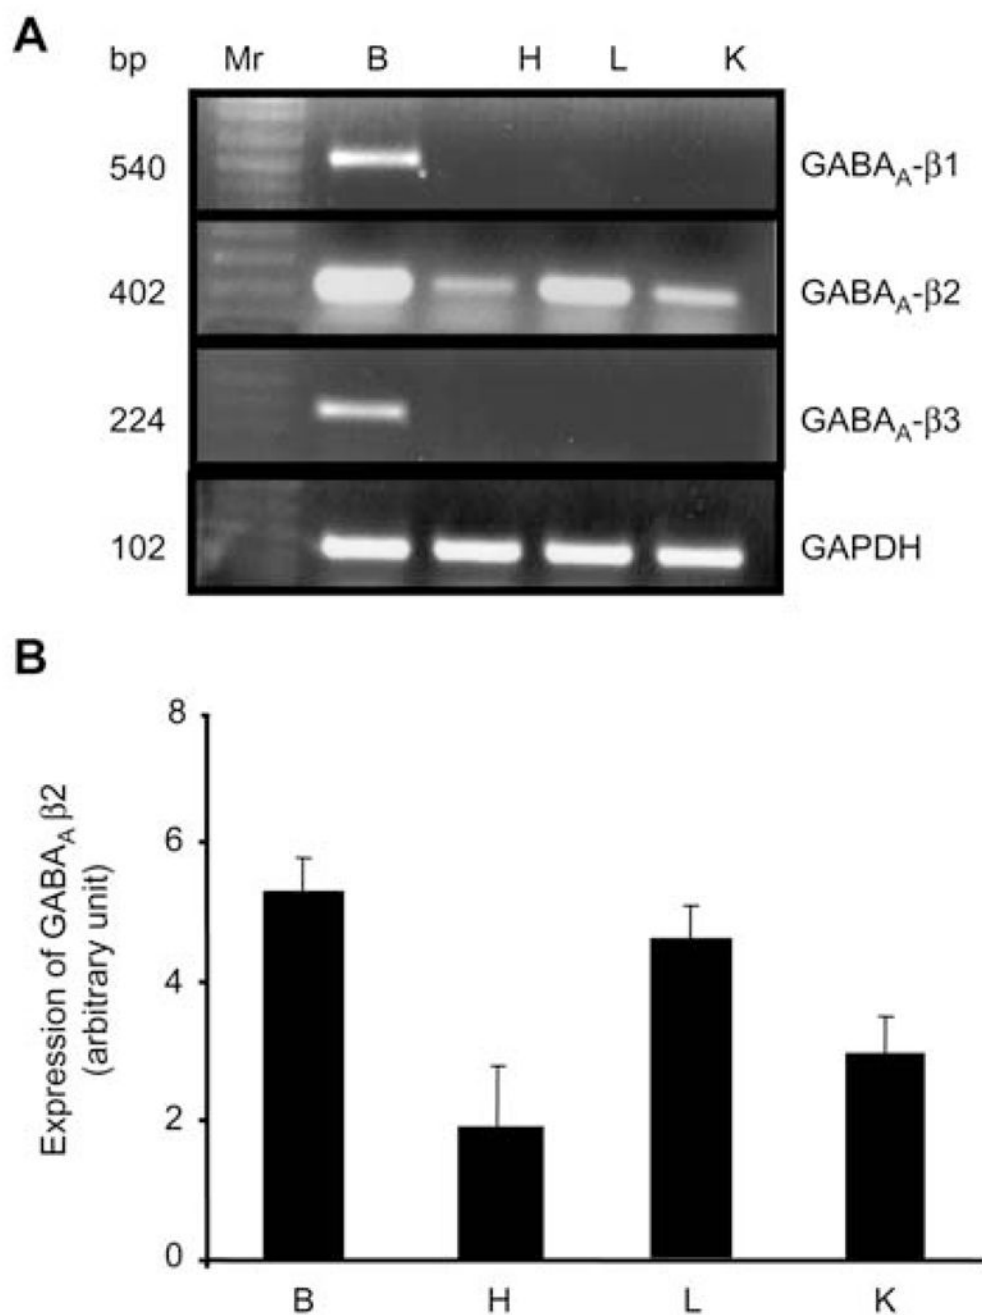 A
bp Mr B H L K
540 GABAA-β1
402 GABAA-β2
224 GABAA-β3
102 GAPDH
B
Expression of GABAA β2
(arbitrary unit)
8
6
4
2
0
B H L K